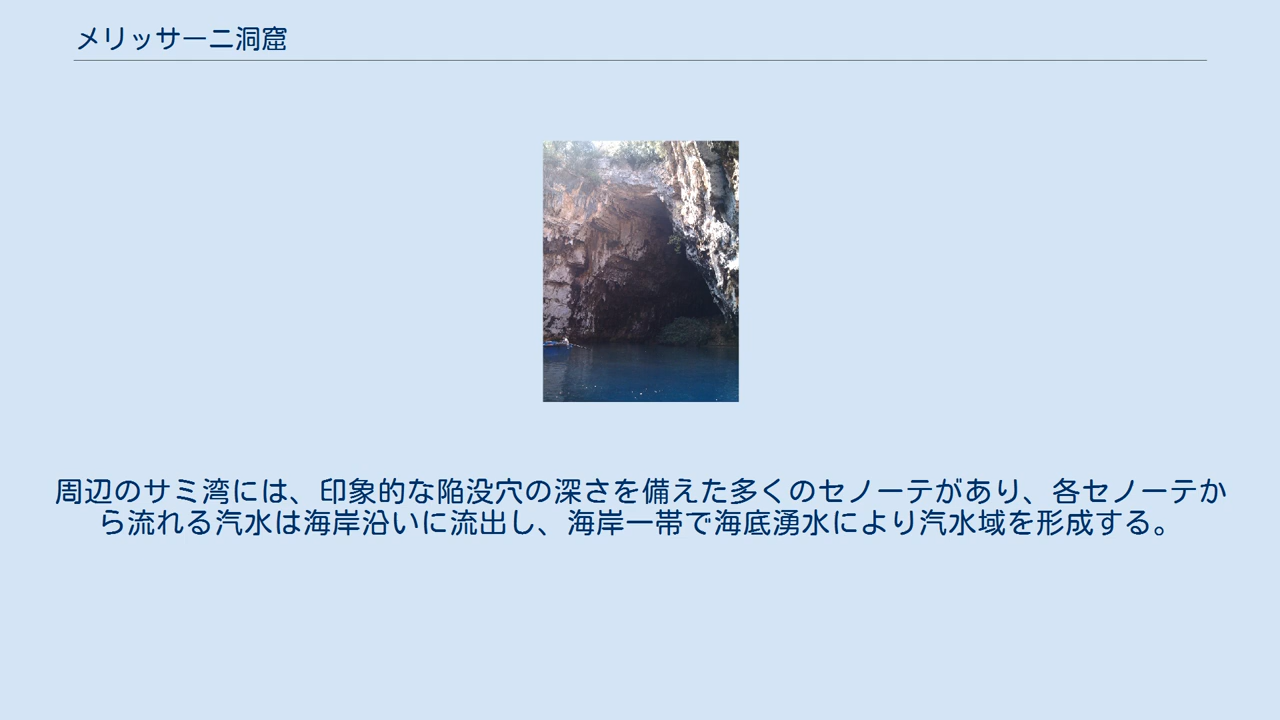 メリッサーニ洞窟
周辺のサミ湾には、印象的な陥没穴の深さを備えた多くのセノーテがあり、各セノーテか
ら流れる汽水は海岸沿いに流出し、海岸一帯で海底湧水により汽水域を形成する。